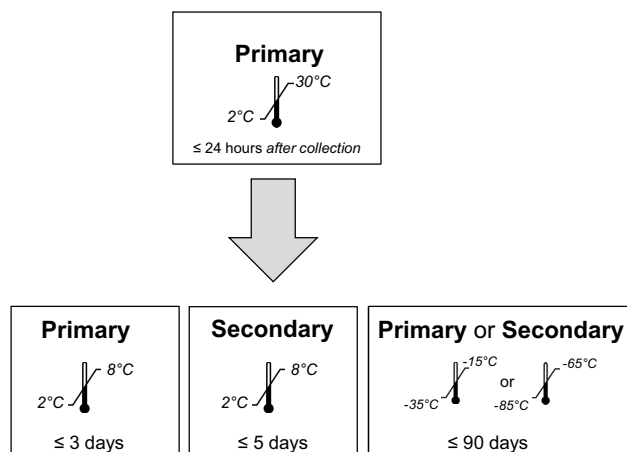 Primary
30°C
2°C
≤ 24 hours after collection
Primary
8°C
2°C
≤ 3 days
Secondary
8°C
2°C
≤ 5 days
Primary or Secondary
-15°C
-35°C
or
-65°C
-85°C
≤ 90 days